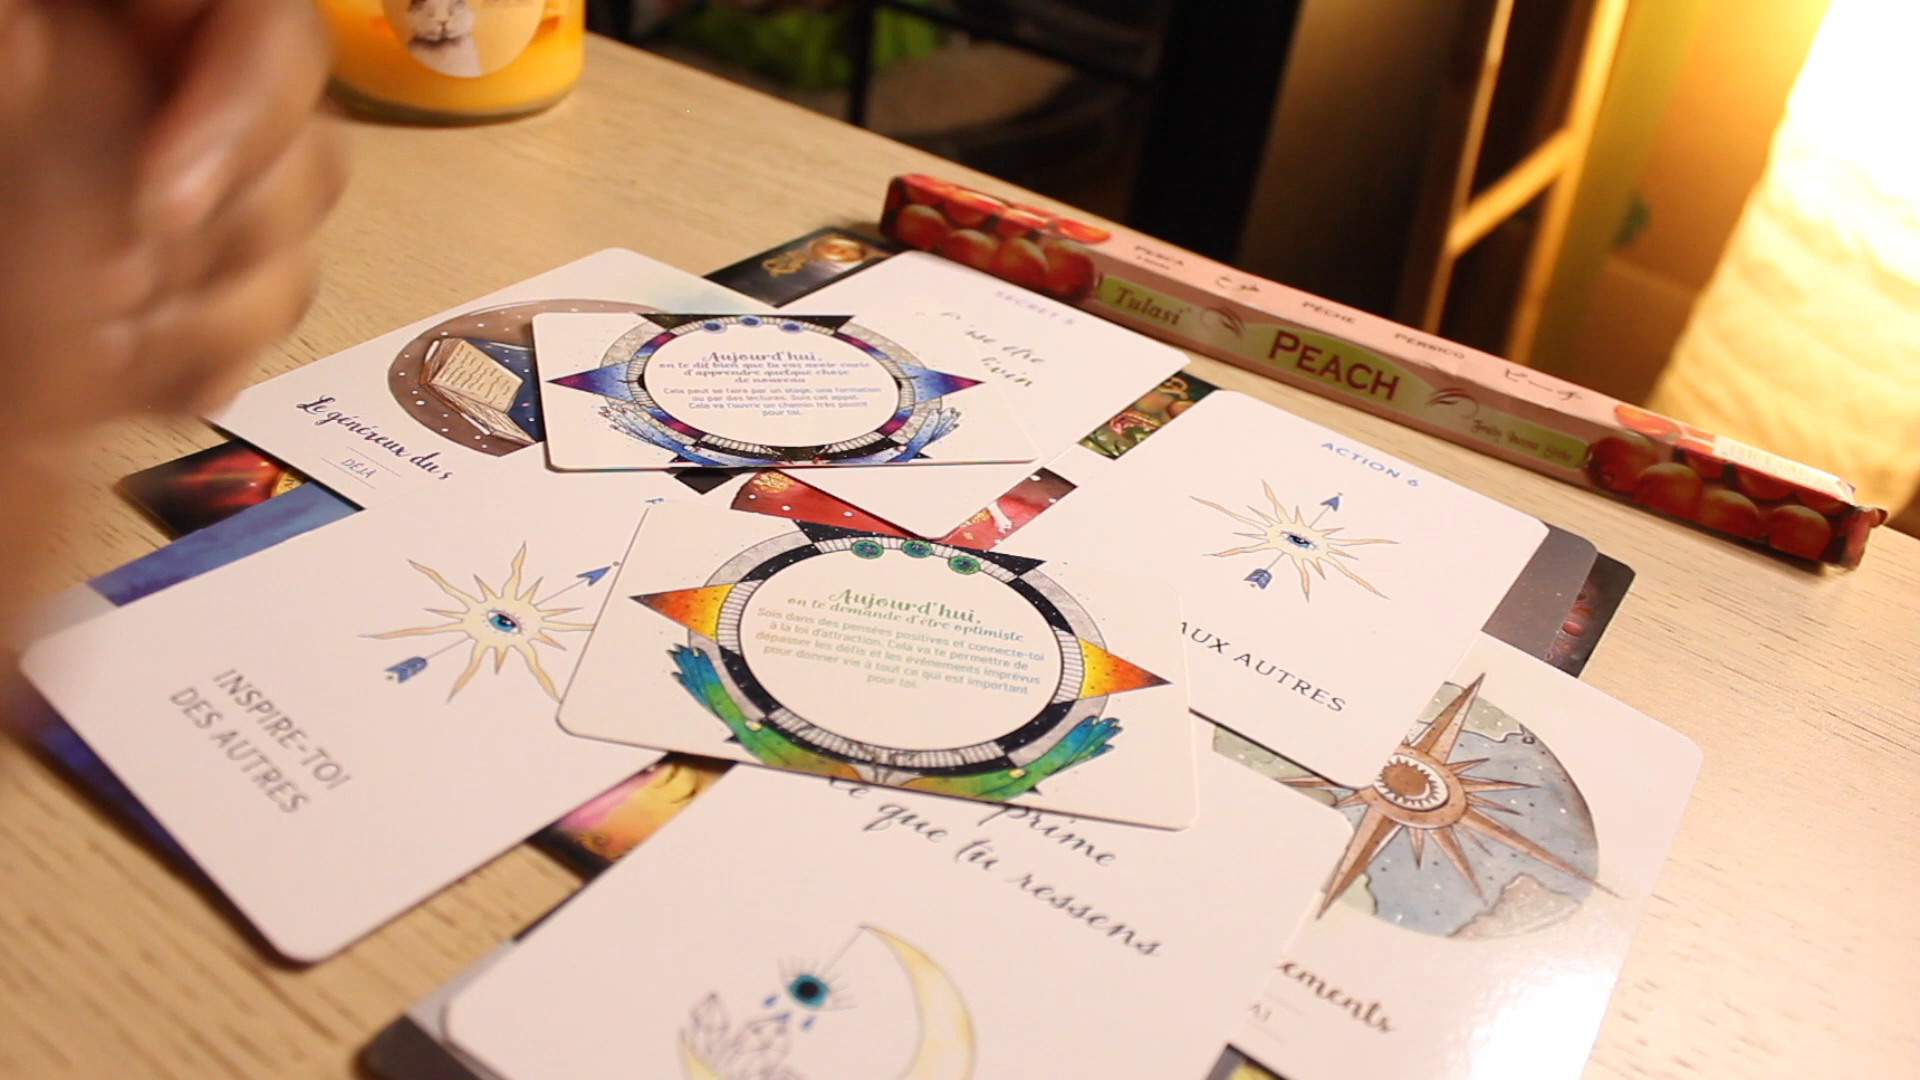 SECRET 5
PÊCHE
PERSICO
Tulasi
PEACH
Aujourd'hui,
on te dit bien que tu vas avoir envie
d'apprendre quelque chose
de nouveau
Cela peut se faire par un stage, une formation
ou par des lectures. Suis cet appel.
Cela va t'ouvrir un chemin très positif
pour toi.
Le généreux du s
DÉJÀ
ACTION 6
AUX AUTRES
Aujourd'hui,
on te demande d'être optimiste
Sois dans des pensées positives et connecte-toi
à la loi d'attraction. Cela va te permettre de
dépasser les défis et les événements imprévus
pour donner vie à tout ce qui est important
pour toi.
INSPIRE-TOI
DES AUTRES
prime
ce que tu ressens
ements